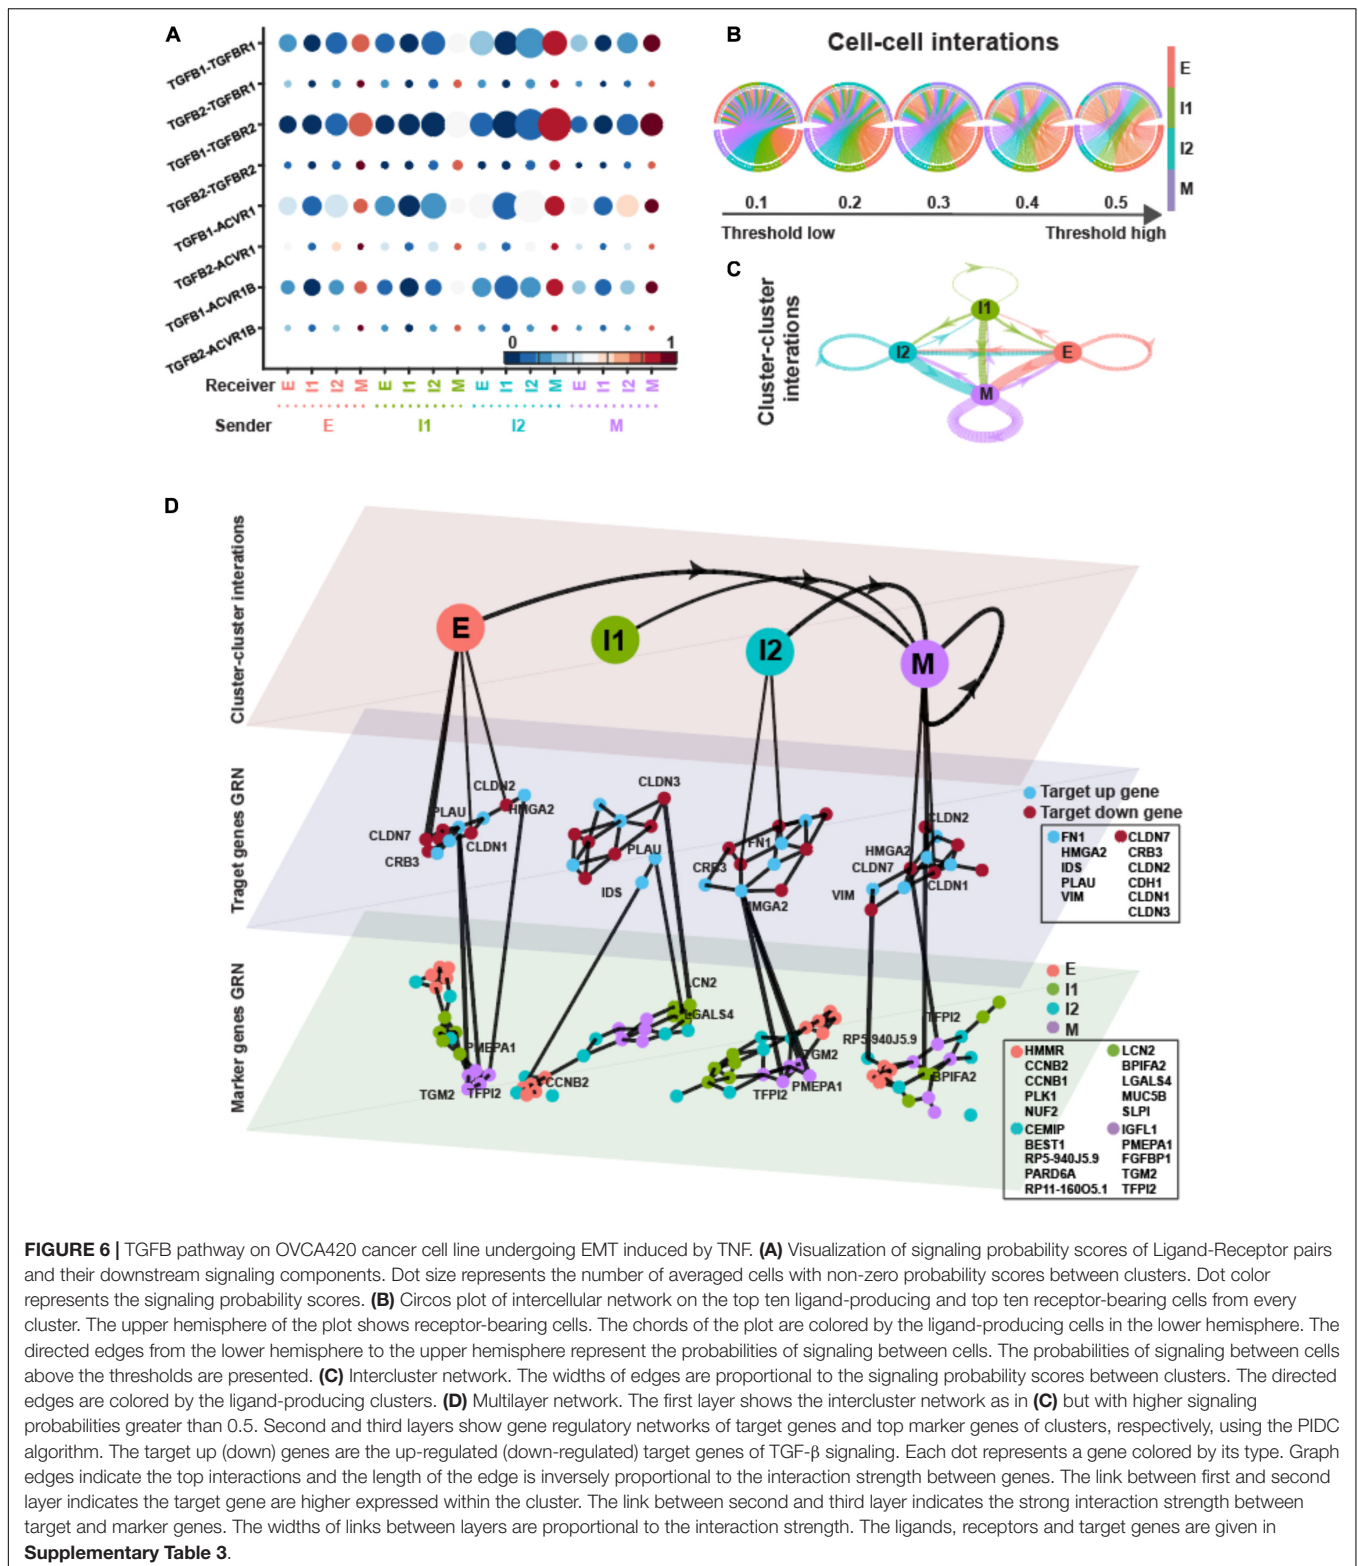 A
TGFB1-TGFBR1
TGFB2-TGFBR1
TGFB1-TGFBR2
TGFB2-TGFBR2
TGFB1-ACVR1
TGFB2-ACVR1
TGFB1-ACVR1B
TGFB2-ACVR1B
0 1
Receiver E I1 I2 M E I1 I2 M E I1 I2 M E I1 I2 M
Sender E I1 I2 M
B
Cell-cell interations
E
I1
I2
M
0.1 0.2 0.3 0.4 0.5
Threshold low Threshold high
C
Cluster-cluster
interations
I1
I2
E
M
D
Cluster-cluster interations
E
I1
I2
M
Traget genes GRN
CLDN2
HMGA2
PLAU
CLDN7
CLDN1
CRB3
CLDN3
PLAU
IDS
FN1
CRB3
HMGA2
CLDN2
HMGA2
CLDN7
CLDN1
VIM
Target up gene
Target down gene
FN1 CLDN7
HMGA2 CRB3
IDS CLDN2
PLAU CDH1
VIM CLDN1
CLDN3
Marker genes GRN
PMEPA1
TGM2
TFPI2
CCNB2
LCN2
LGALS4
TGM2
PMEPA1
TFPI2
RP5-940J5.9
TFPI2
BPIFA2
E
I1
I2
M
HMMR LCN2
CCNB2 BPIFA2
CCNB1 LGALS4
PLK1 MUC5B
NUF2 SLPI
CEMIP IGFL1
BEST1 PMEPA1
RP5-940J5.9 FGFBP1
PARD6A TGM2
RP11-160O5.1 TFPI2
FIGURE 6 | TGFB pathway on OVCA420 cancer cell line undergoing EMT induced by TNF. (A) Visualization of signaling probability scores of Ligand-Receptor pairs
and their downstream signaling components. Dot size represents the number of averaged cells with non-zero probability scores between clusters. Dot color
represents the signaling probability scores. (B) Circos plot of intercellular network on the top ten ligand-producing and top ten receptor-bearing cells from every
cluster. The upper hemisphere of the plot shows receptor-bearing cells. The chords of the plot are colored by the ligand-producing cells in the lower hemisphere. The
directed edges from the lower hemisphere to the upper hemisphere represent the probabilities of signaling between cells. The probabilities of signaling between cells
above the thresholds are presented. (C) Intercluster network. The widths of edges are proportional to the signaling probability scores between clusters. The directed
edges are colored by the ligand-producing clusters. (D) Multilayer network. The first layer shows the intercluster network as in (C) but with higher signaling
probabilities greater than 0.5. Second and third layers show gene regulatory networks of target genes and top marker genes of clusters, respectively, using the PIDC
algorithm. The target up (down) genes are the up-regulated (down-regulated) target genes of TGF-β signaling. Each dot represents a gene colored by its type. Graph
edges indicate the top interactions and the length of the edge is inversely proportional to the interaction strength between genes. The link between first and second
layer indicates the target gene are higher expressed within the cluster. The link between second and third layer indicates the strong interaction strength between
target and marker genes. The widths of links between layers are proportional to the interaction strength. The ligands, receptors and target genes are given in
Supplementary Table 3.